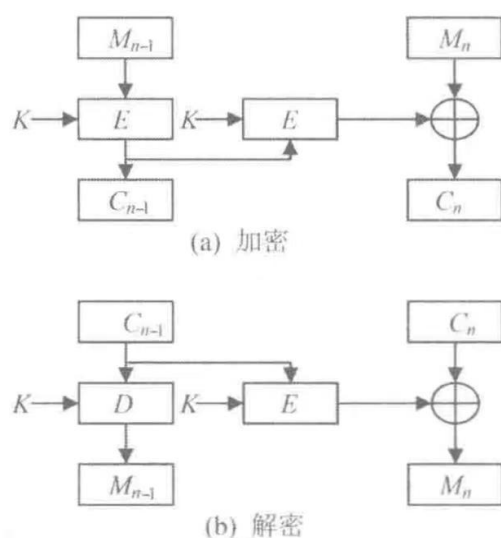 M_{n-1} M_n
K E K E
C_{n-1} C_n
(a) 加密
C_{n-1} C_n
K D K E
M_{n-1} M_n
(b) 解密